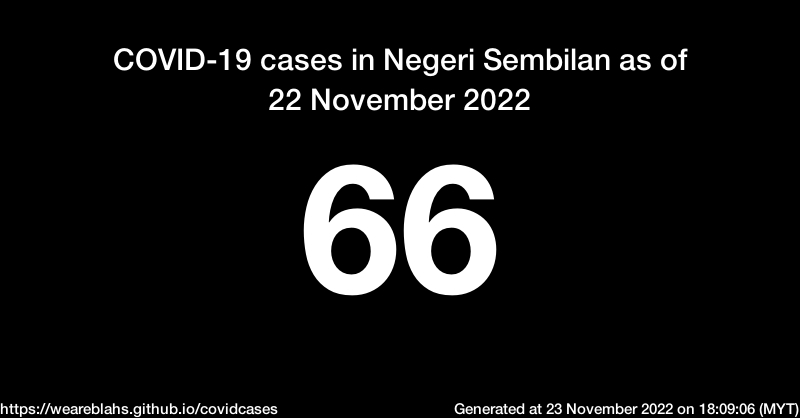 COVID-19 cases in Negeri Sembilan as of
22 November 2022
66
https://weareblahs.github.io/covidcases
Generated at 23 November 2022 on 18:09:06 (MYT)